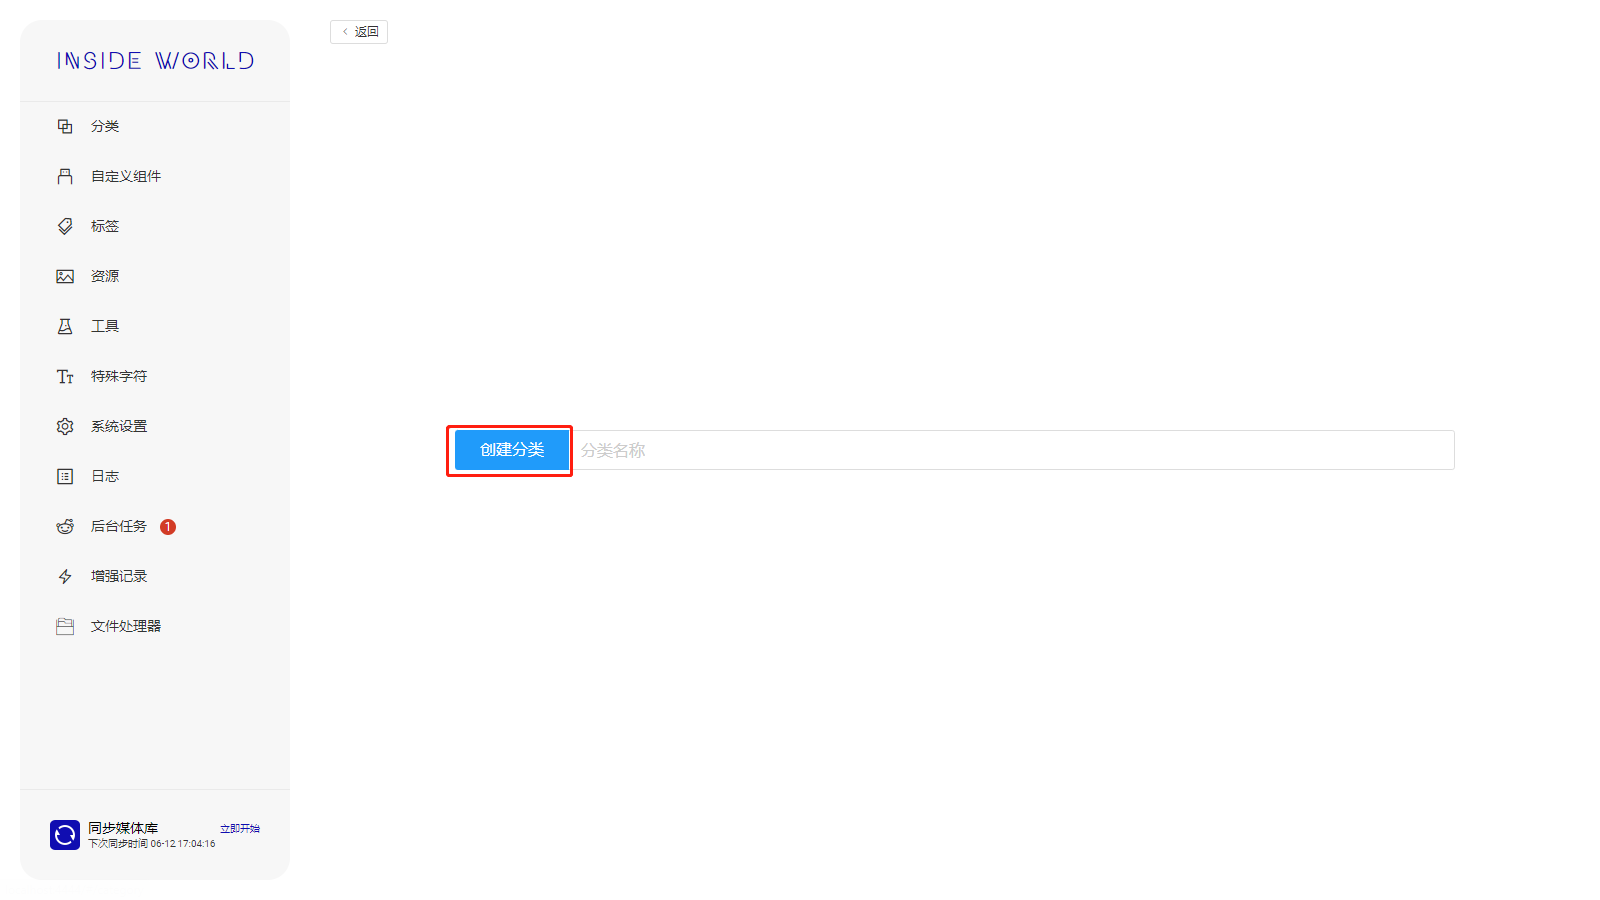 INSIDE WORLD
分类
自定义组件
标签
资源
工具
特殊字符
系统设置
日志
后台任务 1
增强记录
文件处理器
同步媒体库 立即开始
下次同步时间 06-12 17:04:16
返回
创建分类 分类名称